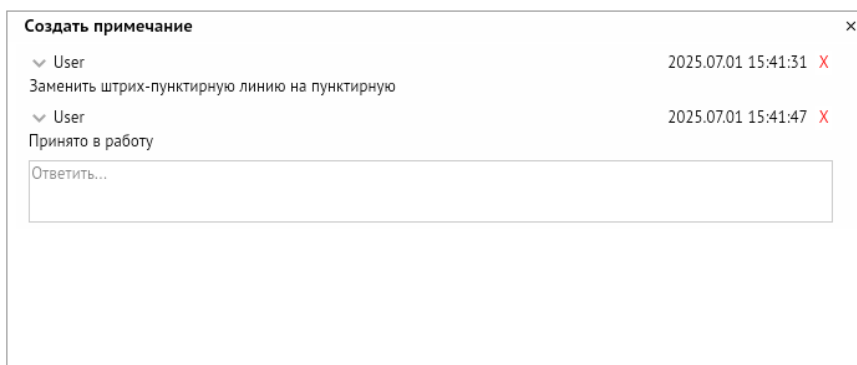 Создать примечание ×
User 2025.07.01 15:41:31 X
Заменить штрих-пунктирную линию на пунктирную
User 2025.07.01 15:41:47 X
Принято в работу
Ответить...